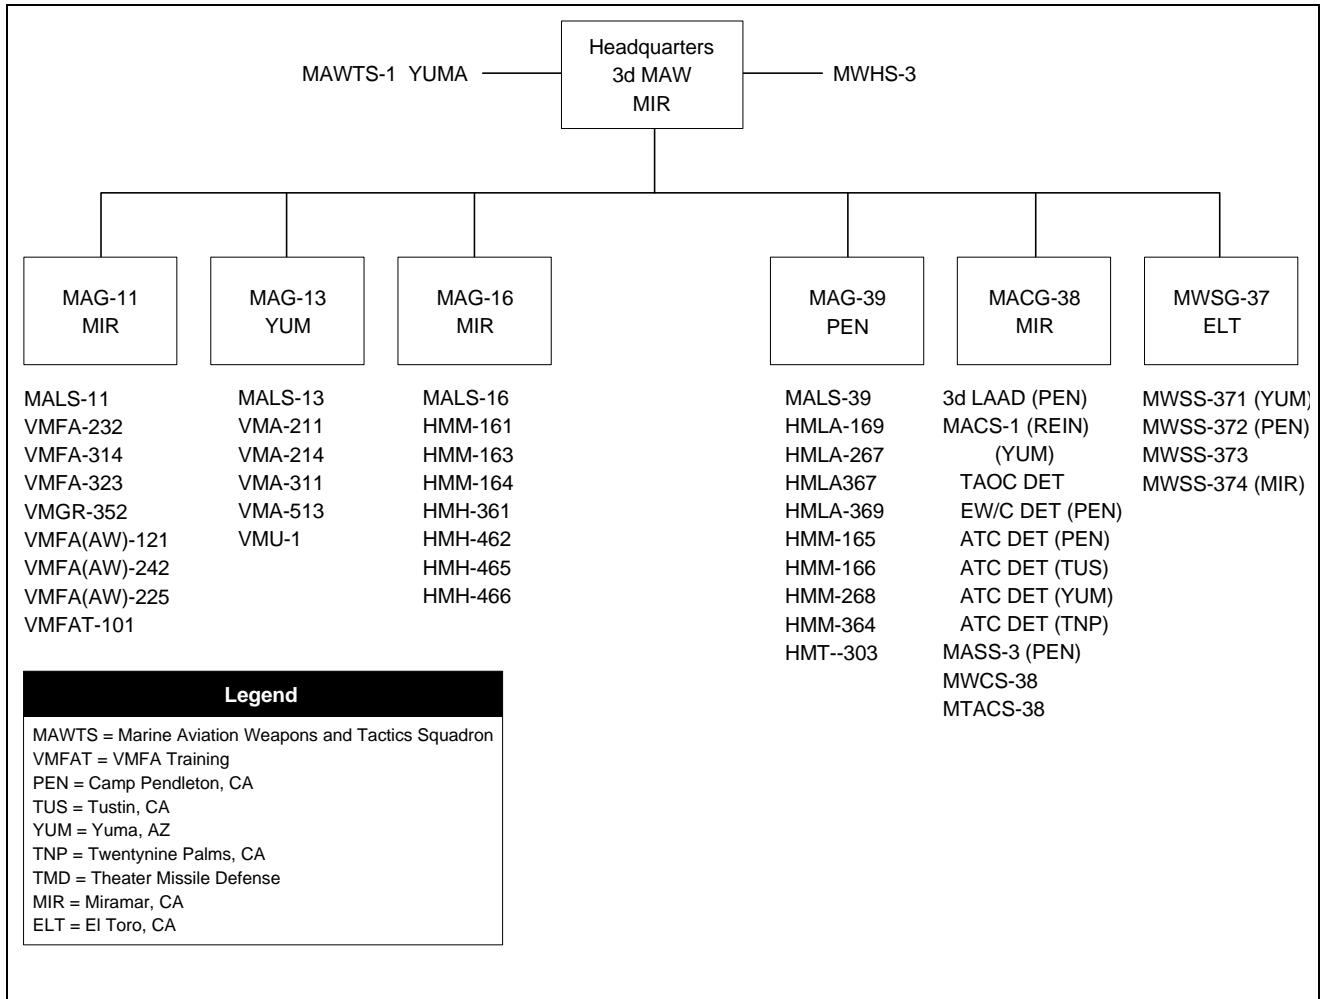 MAWTS-1 YUMA
Headquarters
3d MAW
MIR
MWHS-3
MAG-11
MIR
MALS-11
VMFA-232
VMFA-314
VMFA-323
VMGR-352
VMFA(AW)-121
VMFA(AW)-242
VMFA(AW)-225
VMFAT-101
MAG-13
YUM
MALS-13
VMA-211
VMA-214
VMA-311
VMA-513
VMU-1
MAG-16
MIR
MALS-16
HMM-161
HMM-163
HMM-164
HMH-361
HMH-462
HMH-465
HMH-466
MAG-39
PEN
MALS-39
HMLA-169
HMLA-267
HMLA367
HMLA-369
HMM-165
HMM-166
HMM-268
HMM-364
HMT--303
MACG-38
MIR
3d LAAD (PEN)
MACS-1 (REIN)
(YUM)
TAOC DET
EW/C DET (PEN)
ATC DET (PEN)
ATC DET (TUS)
ATC DET (YUM)
ATC DET (TNP)
MASS-3 (PEN)
MWCS-38
MTACS-38
MWSG-37
ELT
MWSS-371 (YUM)
MWSS-372 (PEN)
MWSS-373
MWSS-374 (MIR)
Legend
MAWTS = Marine Aviation Weapons and Tactics Squadron
VMFAT = VMFA Training
PEN = Camp Pendleton, CA
TUS = Tustin, CA
YUM = Yuma, AZ
TNP = Twentynine Palms, CA
TMD = Theater Missile Defense
MIR = Miramar, CA
ELT = El Toro, CA